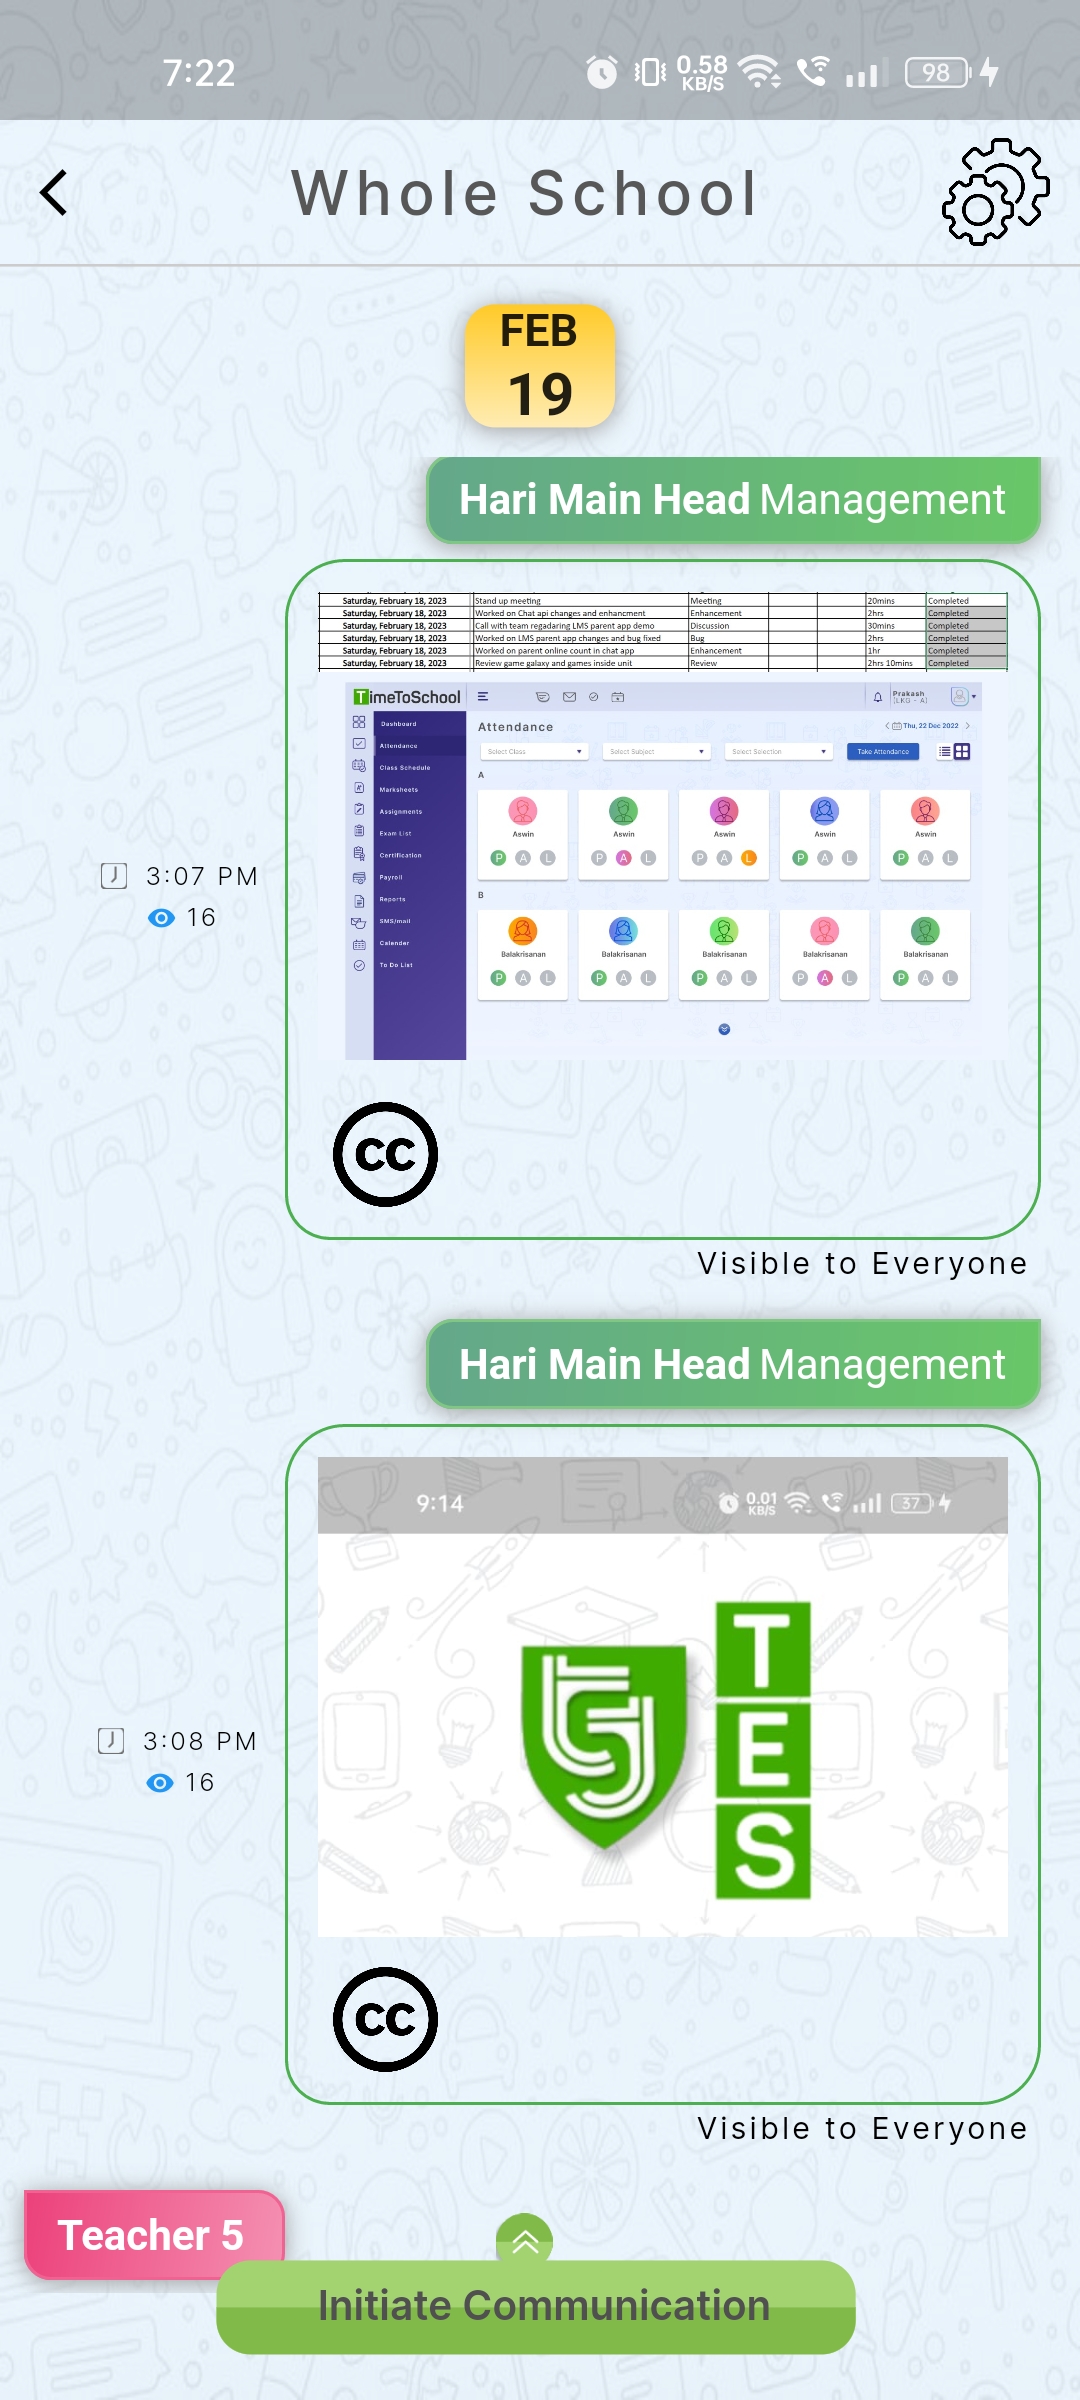 7:22
0.58
KB/S
98
Whole School
FEB
19
Hari Main Head Management
Saturday, February 18, 2023 Stand up meeting Meeting 20mins Completed
Saturday, February 18, 2023 Worked on Chat api changes and enhancment Enhancement 2hrs Completed
Saturday, February 18, 2023 Call with team regadaring LMS parent app demo Discussion 30mins Completed
Saturday, February 18, 2023 Worked on LMS parent app changes and bug fixed Bug 2hrs Completed
Saturday, February 18, 2023 Worked on parent online count in chat app Enhancement 1hr Completed
Saturday, February 18, 2023 Review game galaxy and games inside unit Review 2hrs 10mins Completed
TimeToSchool
Prakash
(LKG - A)
Dashboard
Attendance
Class Schedule
Marksheets
Assignments
Exam List
Certification
Payroll
Reports
SMS/mail
Calender
To Do List
Attendance
Thu, 22 Dec 2022
Select Class
Select Subject
Select Selection
Take Attendance
A
Aswin Aswin Aswin Aswin Aswin
P A L P A L P A L P A L P A L
B
Balakrisanan Balakrisanan Balakrisanan Balakrisanan Balakrisanan
P A L P A L P A L P A L P A L
3:07 PM
16
cc
Visible to Everyone
Hari Main Head Management
9:14
0.01
KB/S
37
T
E
S
3:08 PM
16
cc
Visible to Everyone
Teacher 5
Initiate Communication